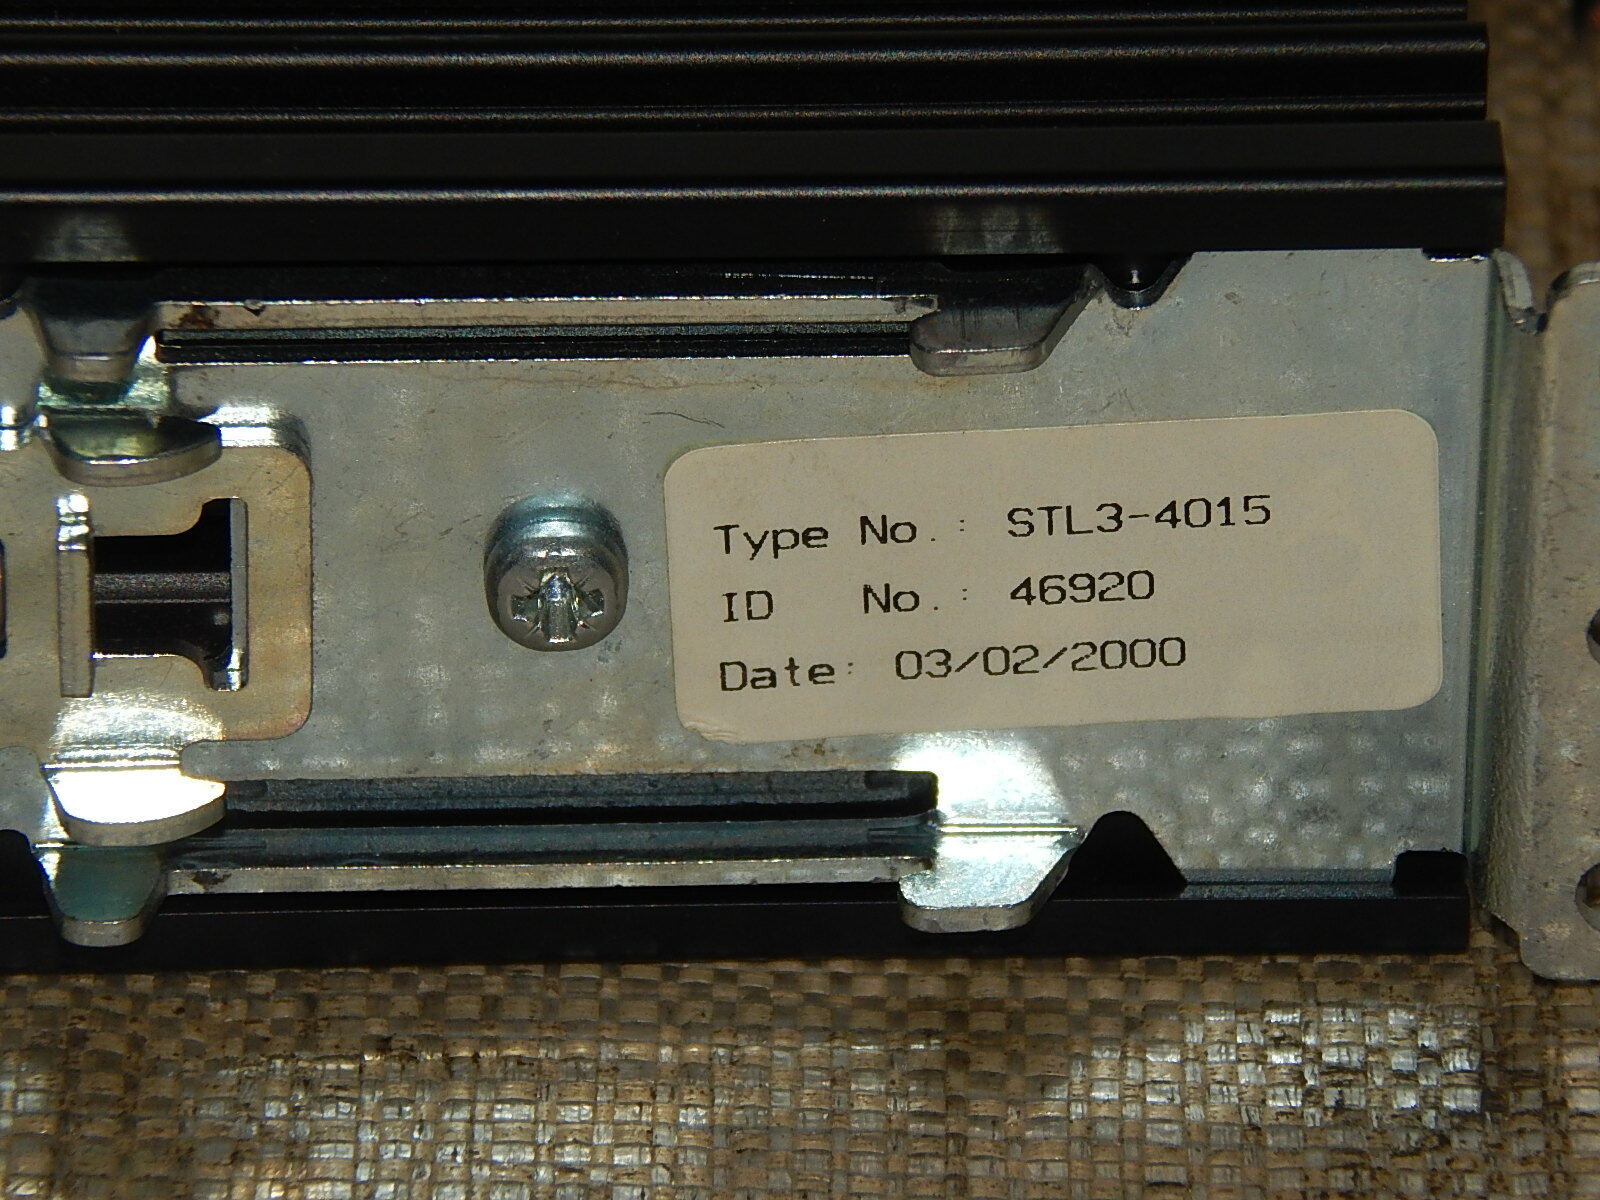 Type No.: STL3-4015
ID No.: 46920
Date: 03/02/2000